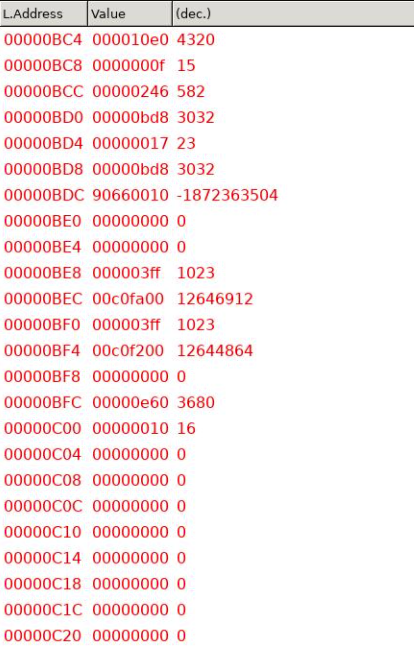 L.Address Value (dec.)
00000BC4 000010e0 4320
00000BC8 0000000f 15
00000BCC 00000246 582
00000BD0 00000bd8 3032
00000BD4 00000017 23
00000BD8 00000bd8 3032
00000BDC 90660010 -1872363504
00000BE0 00000000 0
00000BE4 00000000 0
00000BE8 000003ff 1023
00000BEC 00c0fa00 12646912
00000BF0 000003ff 1023
00000BF4 00c0f200 12644864
00000BF8 00000000 0
00000BFC 00000e60 3680
00000C00 00000010 16
00000C04 00000000 0
00000C08 00000000 0
00000C0C 00000000 0
00000C10 00000000 0
00000C14 00000000 0
00000C18 00000000 0
00000C1C 00000000 0
00000C20 00000000 0